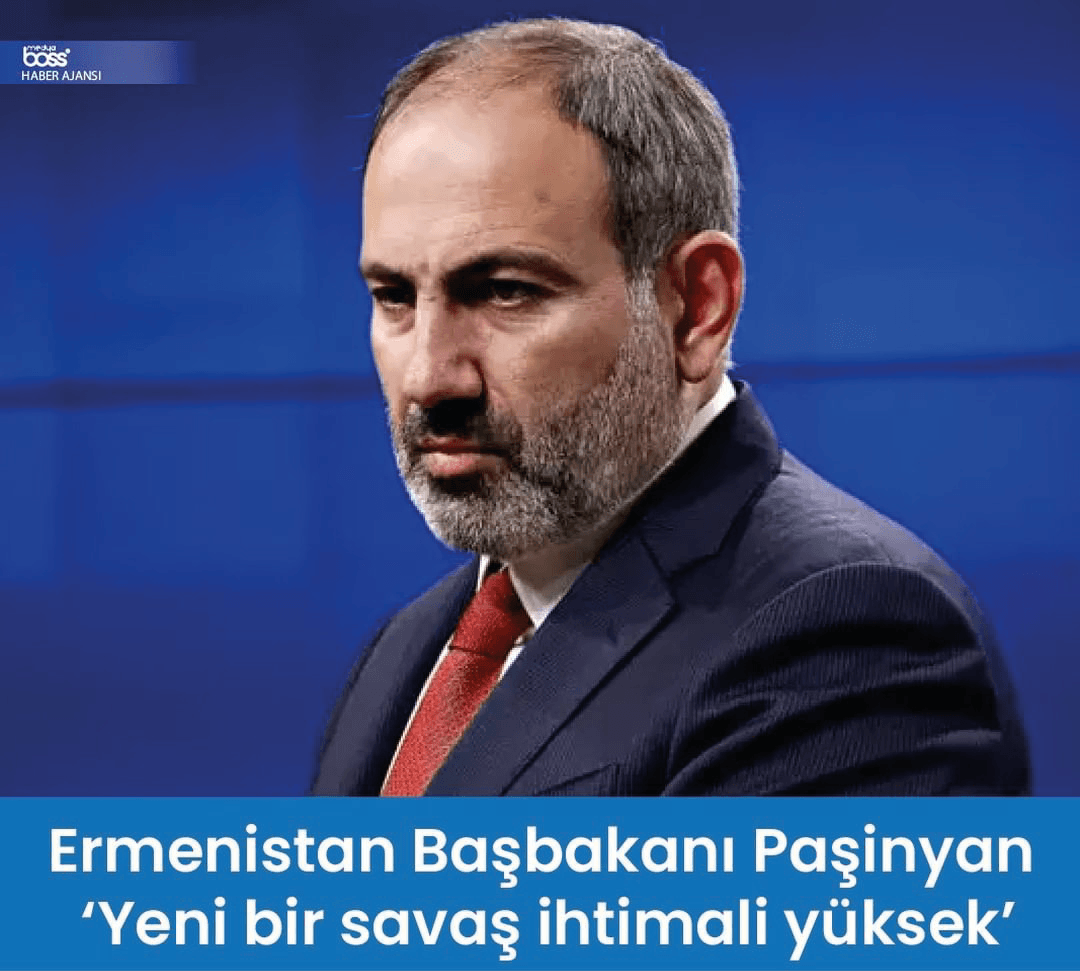 medya
boss
HABER AJANSI
Ermenistan Başbakanı Paşinyan
‘Yeni bir savaş ihtimali yüksek’